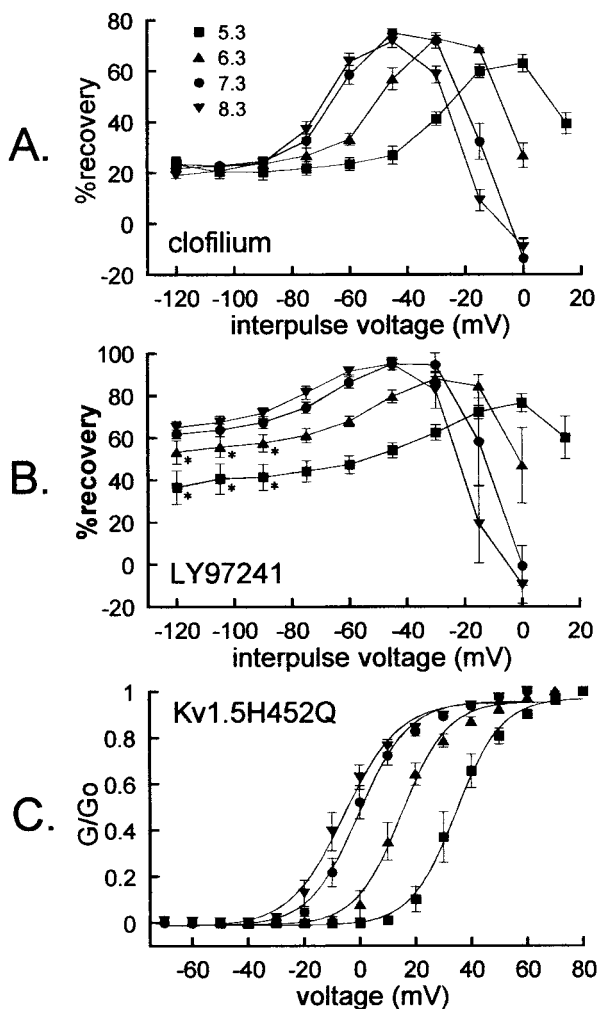 A.
%recovery
80
60
40
20
0
-20
5.3
6.3
7.3
8.3
clofilium
-120 -100 -80 -60 -40 -20 0 20
interpulse voltage (mV)
B.
%recovery
100
80
60
40
20
0
-20
* * *
* * *
LY97241
-120 -100 -80 -60 -40 -20 0 20
interpulse voltage (mV)
C.
G/Go
1
0.8
0.6
0.4
0.2
0
Kv1.5H452Q
-60 -40 -20 0 20 40 60 80
voltage (mV)